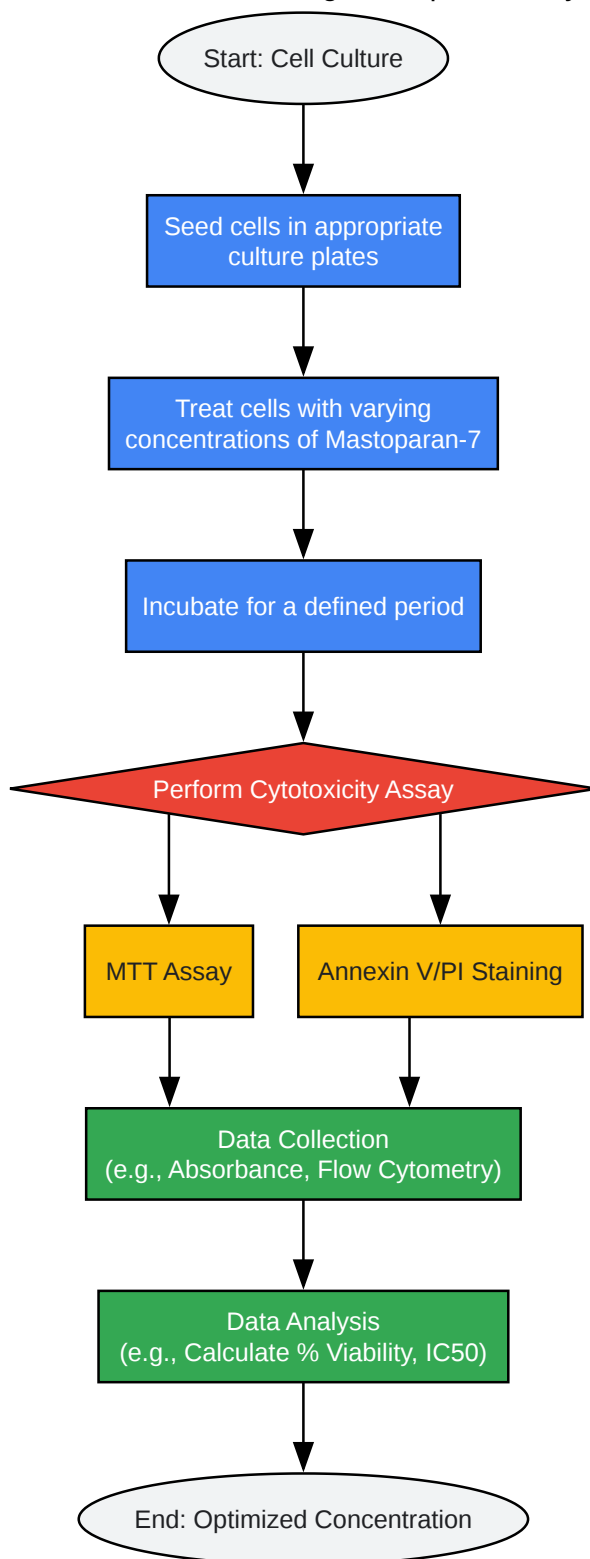 Start: Cell Culture
Seed cells in appropriate
culture plates
Treat cells with varying
concentrations of Mastoparan-7
Incubate for a defined period
Perform Cytotoxicity Assay
MTT Assay
Annexin V/PI Staining
Data Collection
(e.g., Absorbance, Flow Cytometry)
Data Analysis
(e.g., Calculate % Viability, IC50)
End: Optimized Concentration